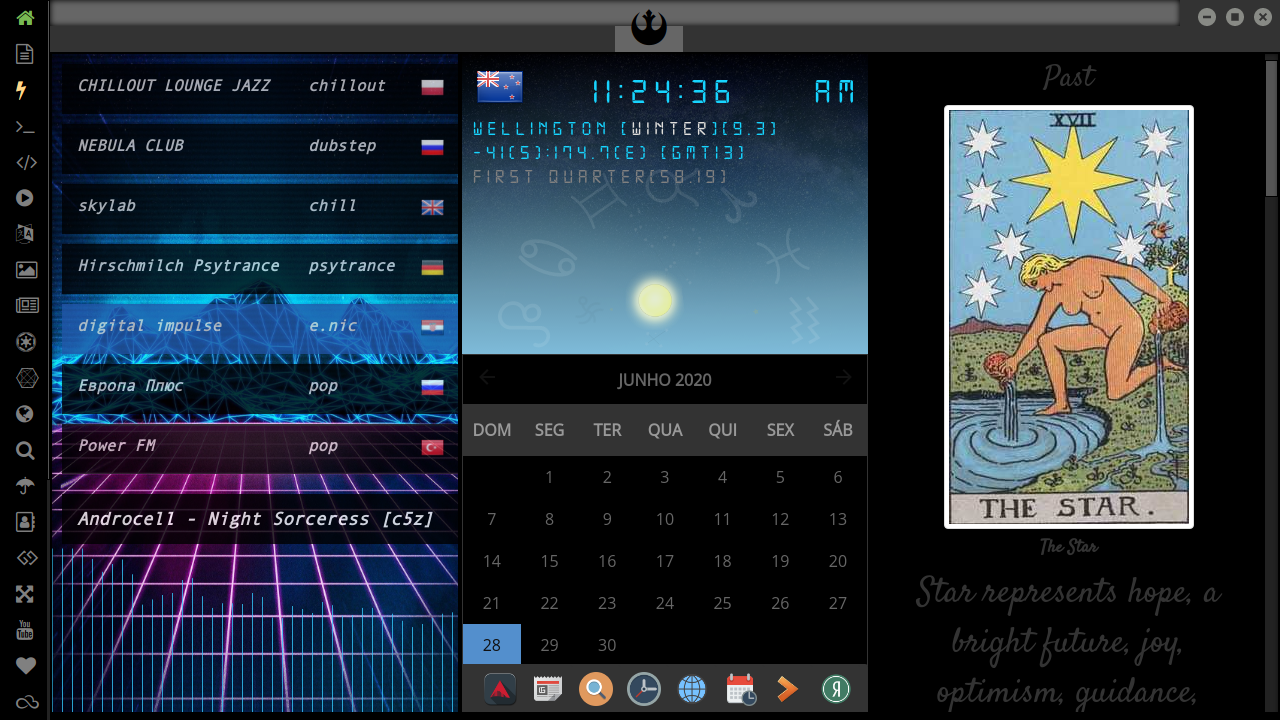 CHILLOUT LOUNGE JAZZ chillout
NEBULA CLUB dubstep
skylab chill
Hirschmilch Psytrance psytrance
digital impulse e.nic
Европа Плюс pop
Power FM pop
Androcell - Night Sorceress [c5z]
11:24:36 AM
WELLINGTON [WINTER][9.3]
-41(S):174.7(E) [GMT13]
FIRST QUARTER(58.19)
JUNHO 2020
DOM SEG TER QUA QUI SEX SÁB
1 2 3 4 5 6
7 8 9 10 11 12 13
14 15 16 17 18 19 20
21 22 23 24 25 26 27
28 29 30
Past
XVII
THE STAR.
The Star
Star represents hope, a
bright future, joy,
optimism, guidance,
You
Tube
Я